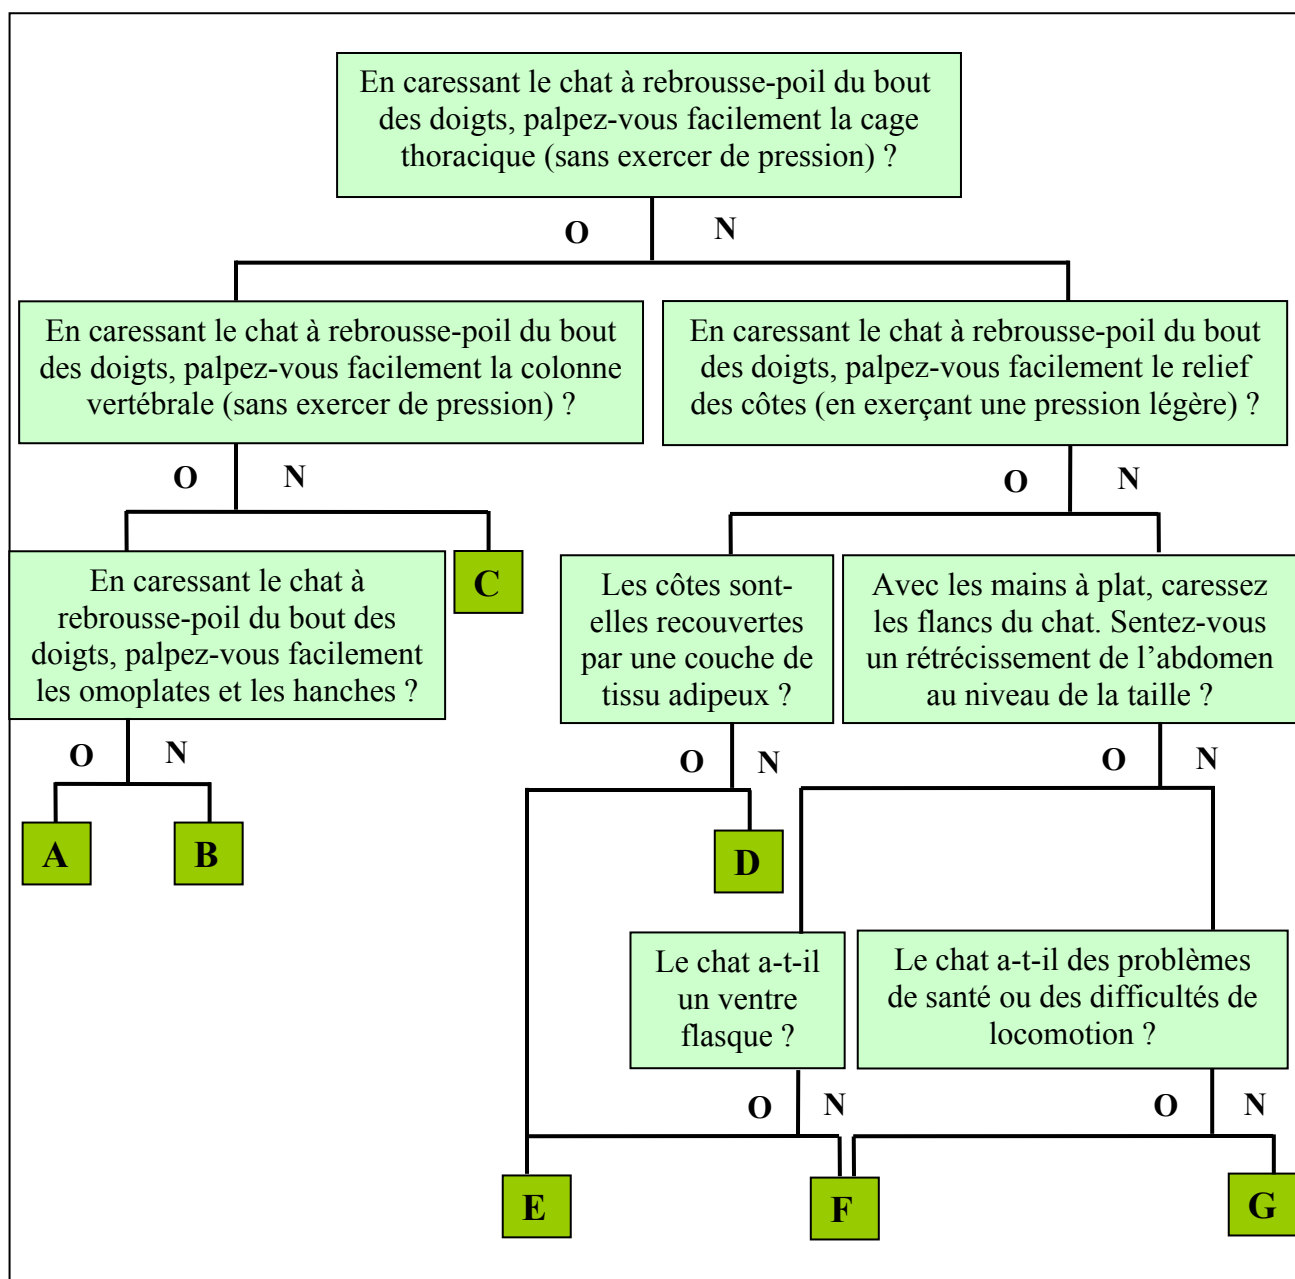 En caressant le chat à rebrousse-poil du bout
des doigts, palpez-vous facilement la cage
thoracique (sans exercer de pression) ?
O
N
En caressant le chat à rebrousse-poil du bout
des doigts, palpez-vous facilement la colonne
vertébrale (sans exercer de pression) ?
En caressant le chat à rebrousse-poil du bout
des doigts, palpez-vous facilement le relief
des côtes (en exerçant une pression légère) ?
O
N
O
N
En caressant le chat à
rebrousse-poil du bout des
doigts, palpez-vous facilement
les omoplates et les hanches ?
C
Les côtes sont-
elles recouvertes
par une couche de
tissu adipeux ?
Avec les mains à plat, caressez
les flancs du chat. Sentez-vous
un rétrécissement de l’abdomen
au niveau de la taille ?
O
N
O
N
O
N
A
B
D
Le chat a-t-il
un ventre
flasque ?
Le chat a-t-il des problèmes
de santé ou des difficultés de
locomotion ?
O
N
O
N
E
F
G